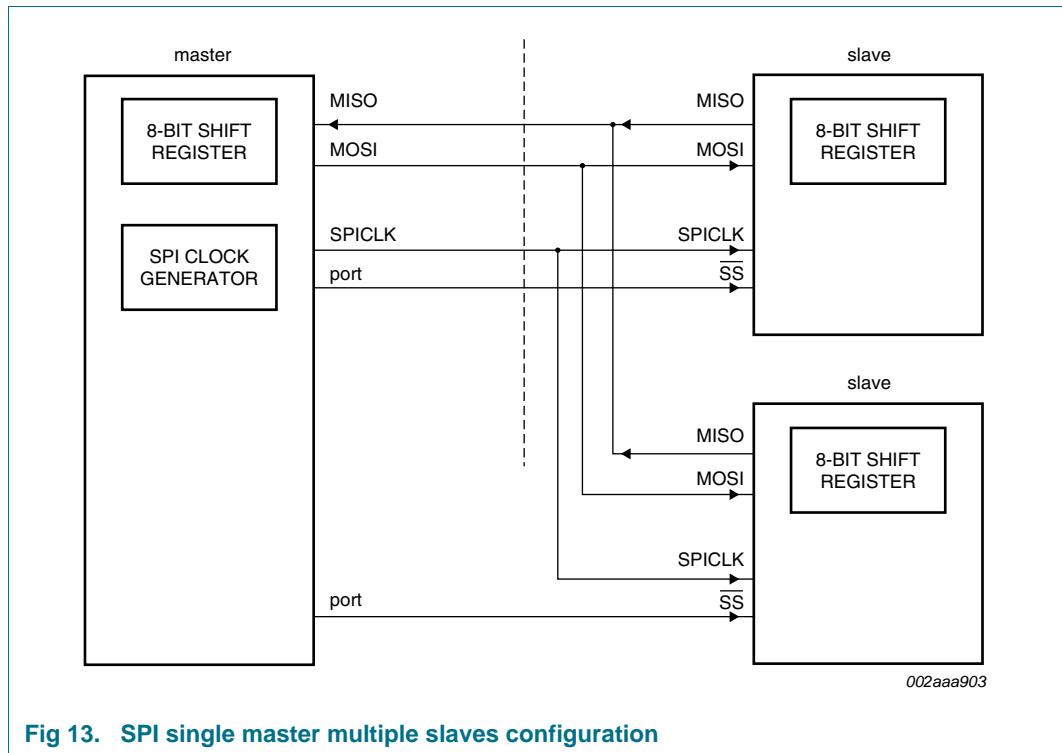 master
slave
MISO
MISO
8-BIT SHIFT
REGISTER
8-BIT SHIFT
REGISTER
MOSI
MOSI
SPICLK
SPICLK
SPI CLOCK
GENERATOR
port
SS
slave
MISO
8-BIT SHIFT
REGISTER
MOSI
SPICLK
port
SS
002aaa903
Fig 13. SPI single master multiple slaves configuration